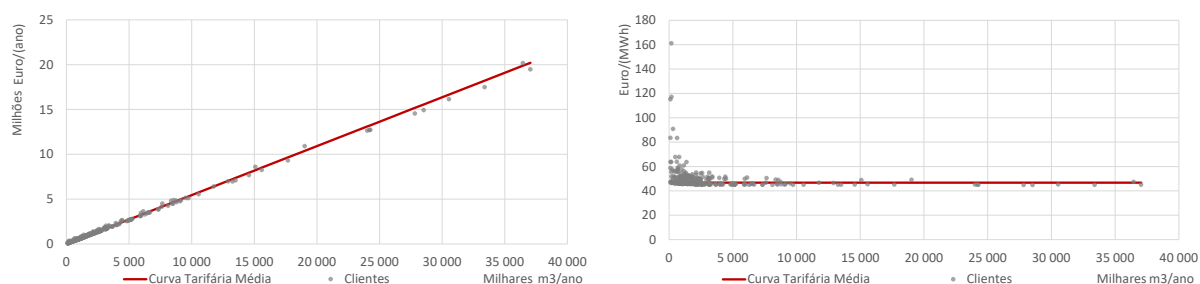 Milhões Euro/(ano)
25
20
15
10
5
0
0 5 000 10 000 15 000 20 000 25 000 30 000 35 000 40 000
Curva Tarifária Média Clientes Milhares m3/ano
Euro/(MWh)
180
160
140
120
100
80
60
40
20
0
0 5 000 10 000 15 000 20 000 25 000 30 000 35 000 40 000
Curva Tarifária Média Clientes Milhares m3/ano